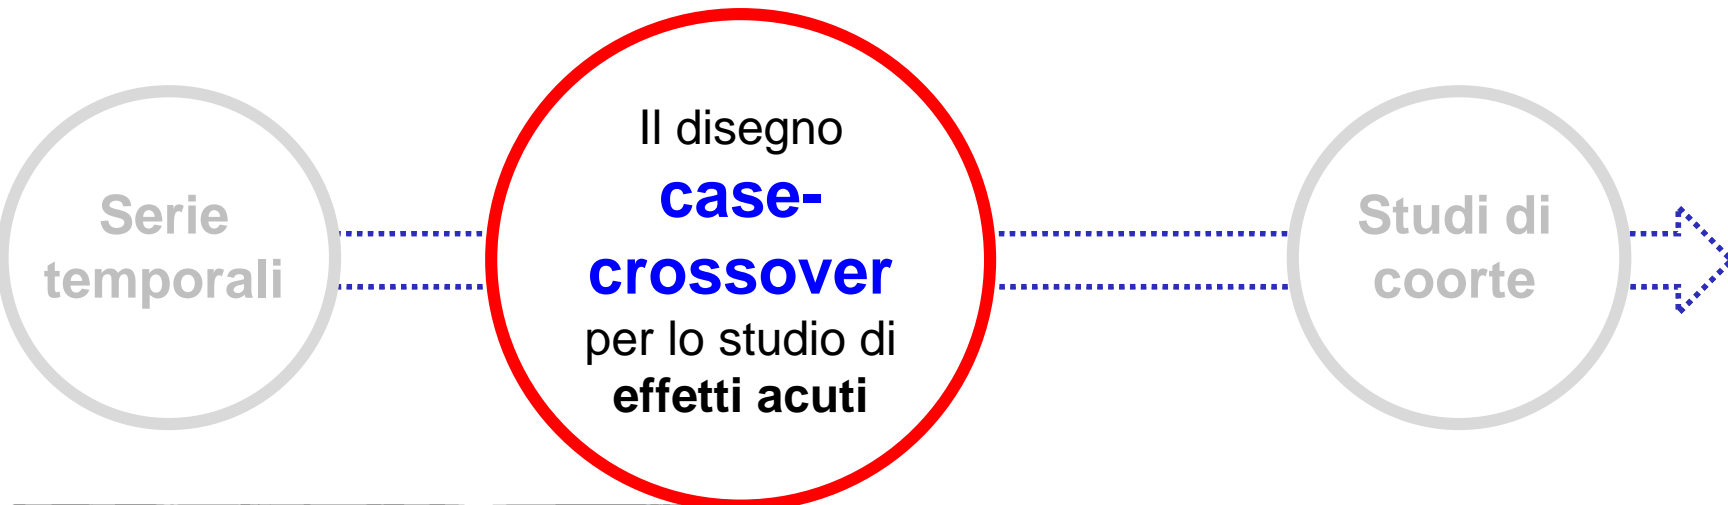 Serie
temporali
Il disegno
case-
crossover
per lo studio di
effetti acuti
Studi di
coorte